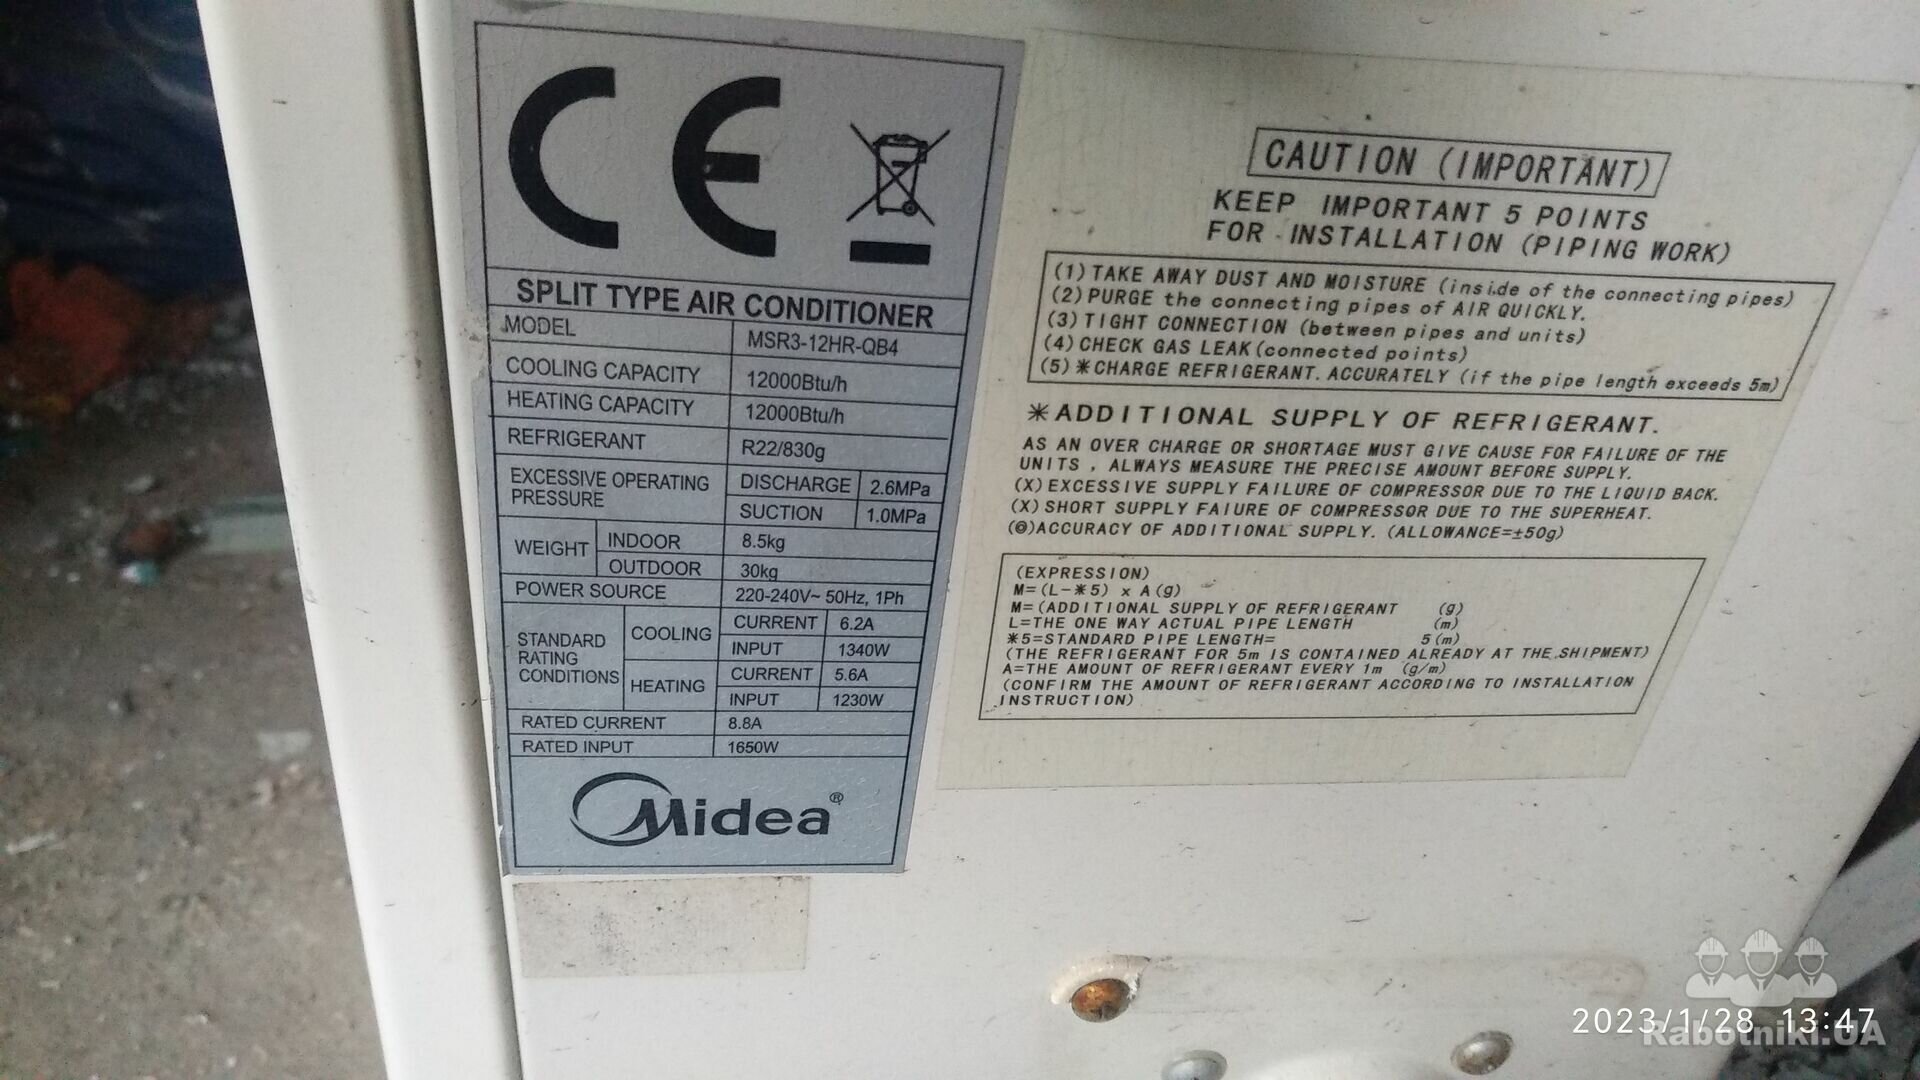 CE
SPLIT TYPE AIR CONDITIONER
MODEL MSR3-12HR-QB4
COOLING CAPACITY 12000Btu/h
HEATING CAPACITY 12000Btu/h
REFRIGERANT R22/830g
EXCESSIVE OPERATING PRESSURE DISCHARGE 2.6MPa
SUCTION 1.0MPa
WEIGHT INDOOR 8.5kg
OUTDOOR 30kg
POWER SOURCE 220-240V~ 50Hz, 1Ph
STANDARD RATING CONDITIONS COOLING CURRENT 6.2A
INPUT 1340W
HEATING CURRENT 5.6A
INPUT 1230W
RATED CURRENT 8.8A
RATED INPUT 1650W
Midea®
CAUTION (IMPORTANT)
KEEP IMPORTANT 5 POINTS
FOR INSTALLATION (PIPING WORK)
(1) TAKE AWAY DUST AND MOISTURE (inside of the connecting pipes)
(2) PURGE the connecting pipes of AIR QUICKLY.
(3) TIGHT CONNECTION (between pipes and units)
(4) CHECK GAS LEAK (connected points)
(5) *CHARGE REFRIGERANT. ACCURATELY (if the pipe length exceeds 5m)
*ADDITIONAL SUPPLY OF REFRIGERANT.
AS AN OVER CHARGE OR SHORTAGE MUST GIVE CAUSE FOR FAILURE OF THE
UNITS , ALWAYS MEASURE THE PRECISE AMOUNT BEFORE SUPPLY.
(X) EXCESSIVE SUPPLY FAILURE OF COMPRESSOR DUE TO THE LIQUID BACK.
(X) SHORT SUPPLY FAIURE OF COMPRESSOR DUE TO THE SUPERHEAT.
(◎)ACCURACY OF ADDITIONAL SUPPLY. (ALLOWANCE=±50g)
(EXPRESSION)
M=(L-*5) x A(g)
M=(ADDITIONAL SUPPLY OF REFRIGERANT (g)
L=THE ONE WAY ACTUAL PIPE LENGTH (m)
*5=STANDARD PIPE LENGTH= 5(m)
(THE REFRIGERANT FOR 5m IS CONTAINED ALREADY AT THE SHIPMENT)
A=THE AMOUNT OF REFRIGERANT EVERY 1m (g/m)
(CONFIRM THE AMOUNT OF REFRIGERANT ACCORDING TO INSTALLATION
INSTRUCTION)
2023/1/28 13:47
Rabotniki.UA